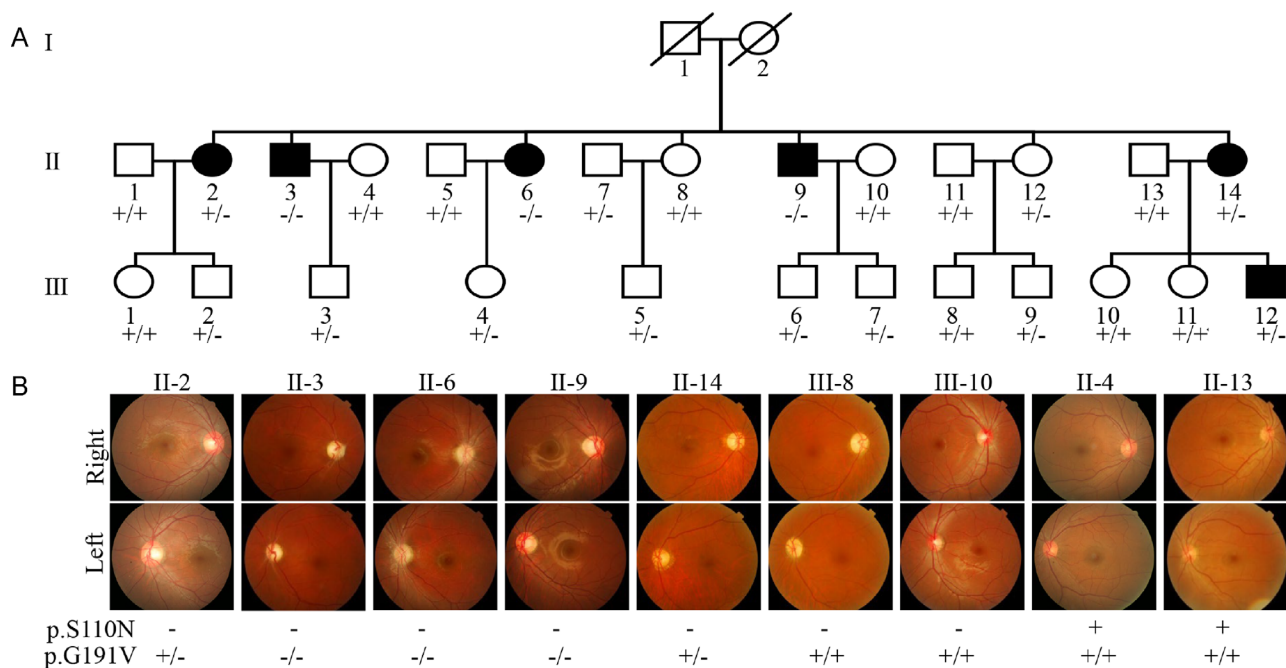 A
I
1 2
II
1 2 3 4 5 6 7 8 9 10 11 12 13 14
+/+ +/- -/- +/+ +/+ -/- +/- +/+ -/- +/+ +/+ +/- +/+ +/-
III
1 2 3 4 5 6 7 8 9 10 11 12
+/+ +/- +/- +/- +/- +/- +/- +/+ +/- +/+ +/+ +/-
B
II-2 II-3 II-6 II-9 II-14 III-8 III-10 II-4 II-13
Right
Left
p.S110N - - - - - - - + +
p.G191V +/- -/- -/- -/- +/- +/+ +/+ +/+ +/+